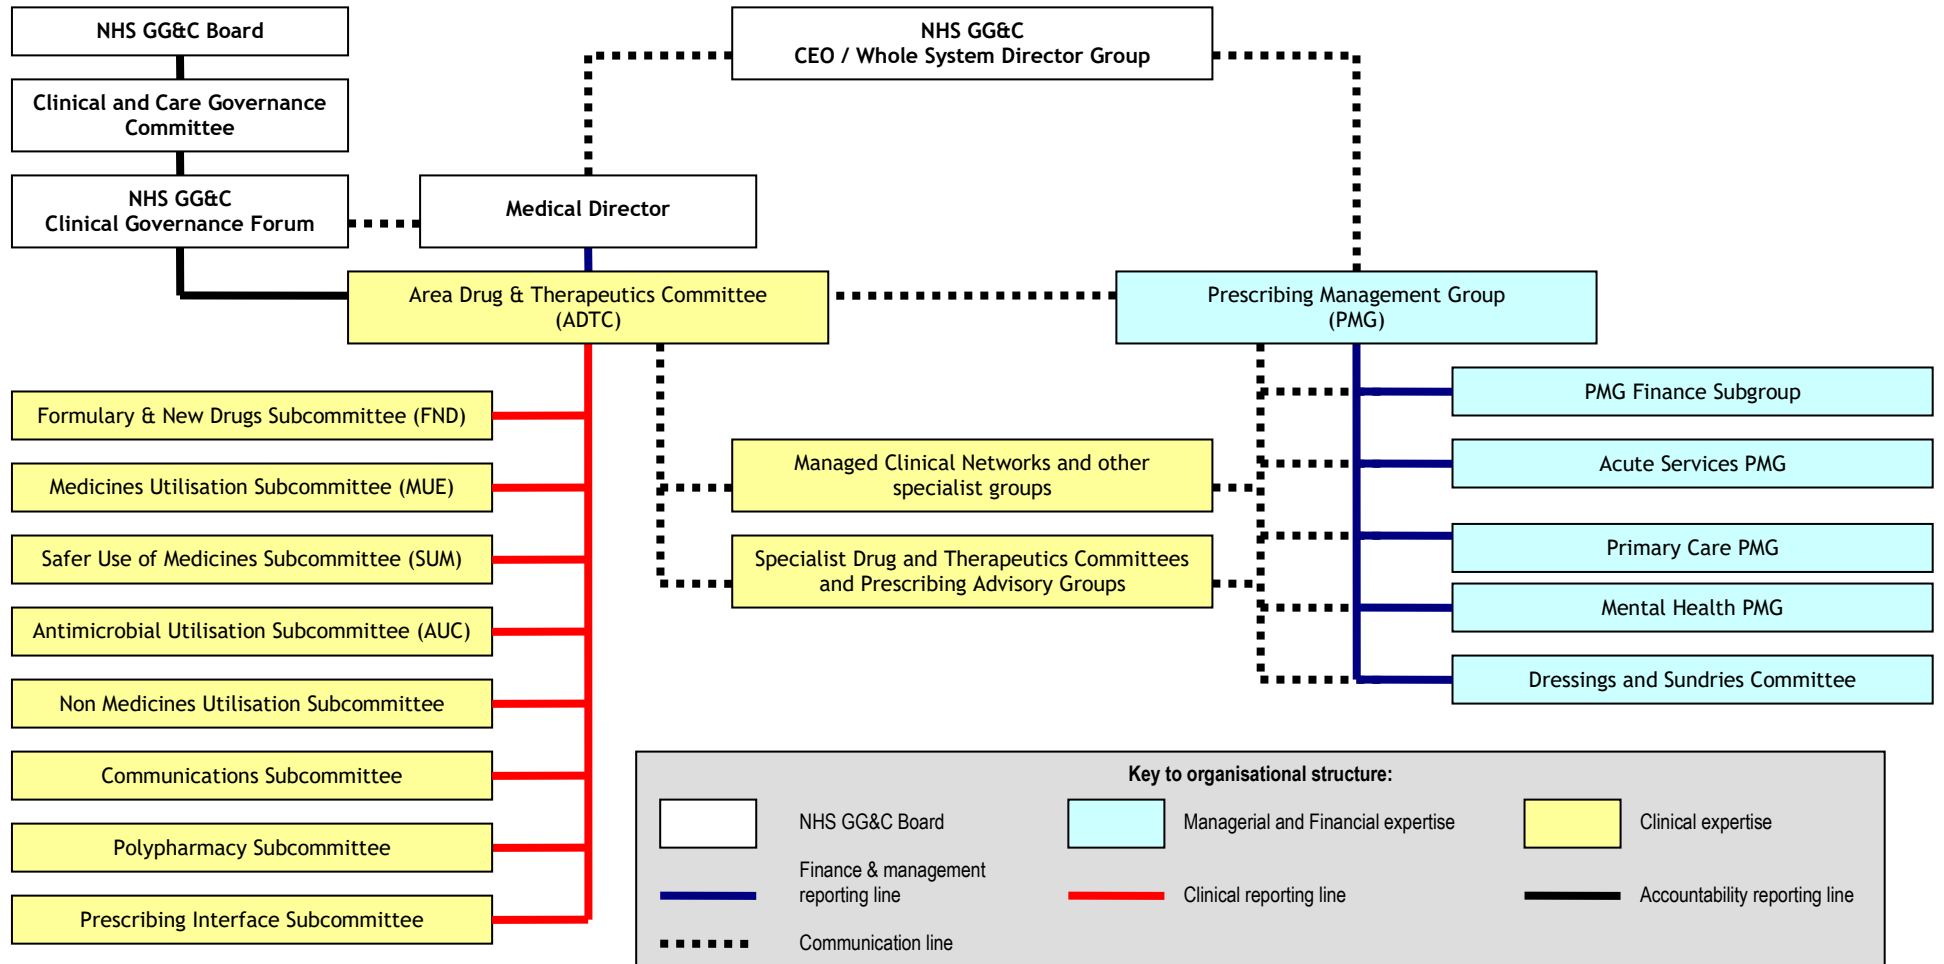 NHS GG&C Board
NHS GG&C
CEO / Whole System Director Group
Clinical and Care Governance
Committee
NHS GG&C
Clinical Governance Forum
Medical Director
Area Drug & Therapeutics Committee
(ADTC)
Prescribing Management Group
(PMG)
Formulary & New Drugs Subcommittee (FND)
Medicines Utilisation Subcommittee (MUE)
Safer Use of Medicines Subcommittee (SUM)
Antimicrobial Utilisation Subcommittee (AUC)
Non Medicines Utilisation Subcommittee
Communications Subcommittee
Polypharmacy Subcommittee
Prescribing Interface Subcommittee
Managed Clinical Networks and other
specialist groups
Specialist Drug and Therapeutics Committees
and Prescribing Advisory Groups
PMG Finance Subgroup
Acute Services PMG
Primary Care PMG
Mental Health PMG
Dressings and Sundries Committee
Key to organisational structure:
NHS GG&C Board
Managerial and Financial expertise
Clinical expertise
Finance & management
reporting line
Clinical reporting line
Accountability reporting line
Communication line